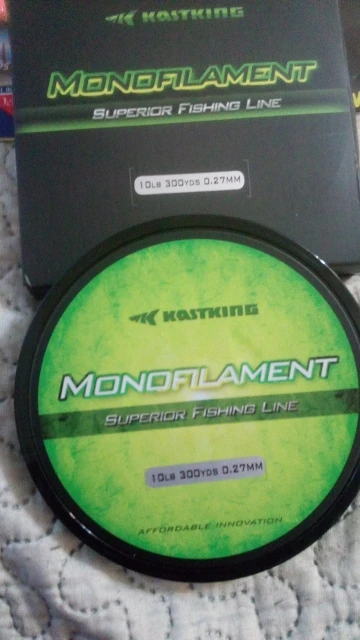 KASTKING
MONOFILAMENT
SUPERIOR FISHING LINE
10LB 300YDS 0.27MM
KASTKING
MONOFILAMENT
SUPERIOR FISHING LINE
10LB 300YDS 0.27MM
AFFORDABLE INNOVATION